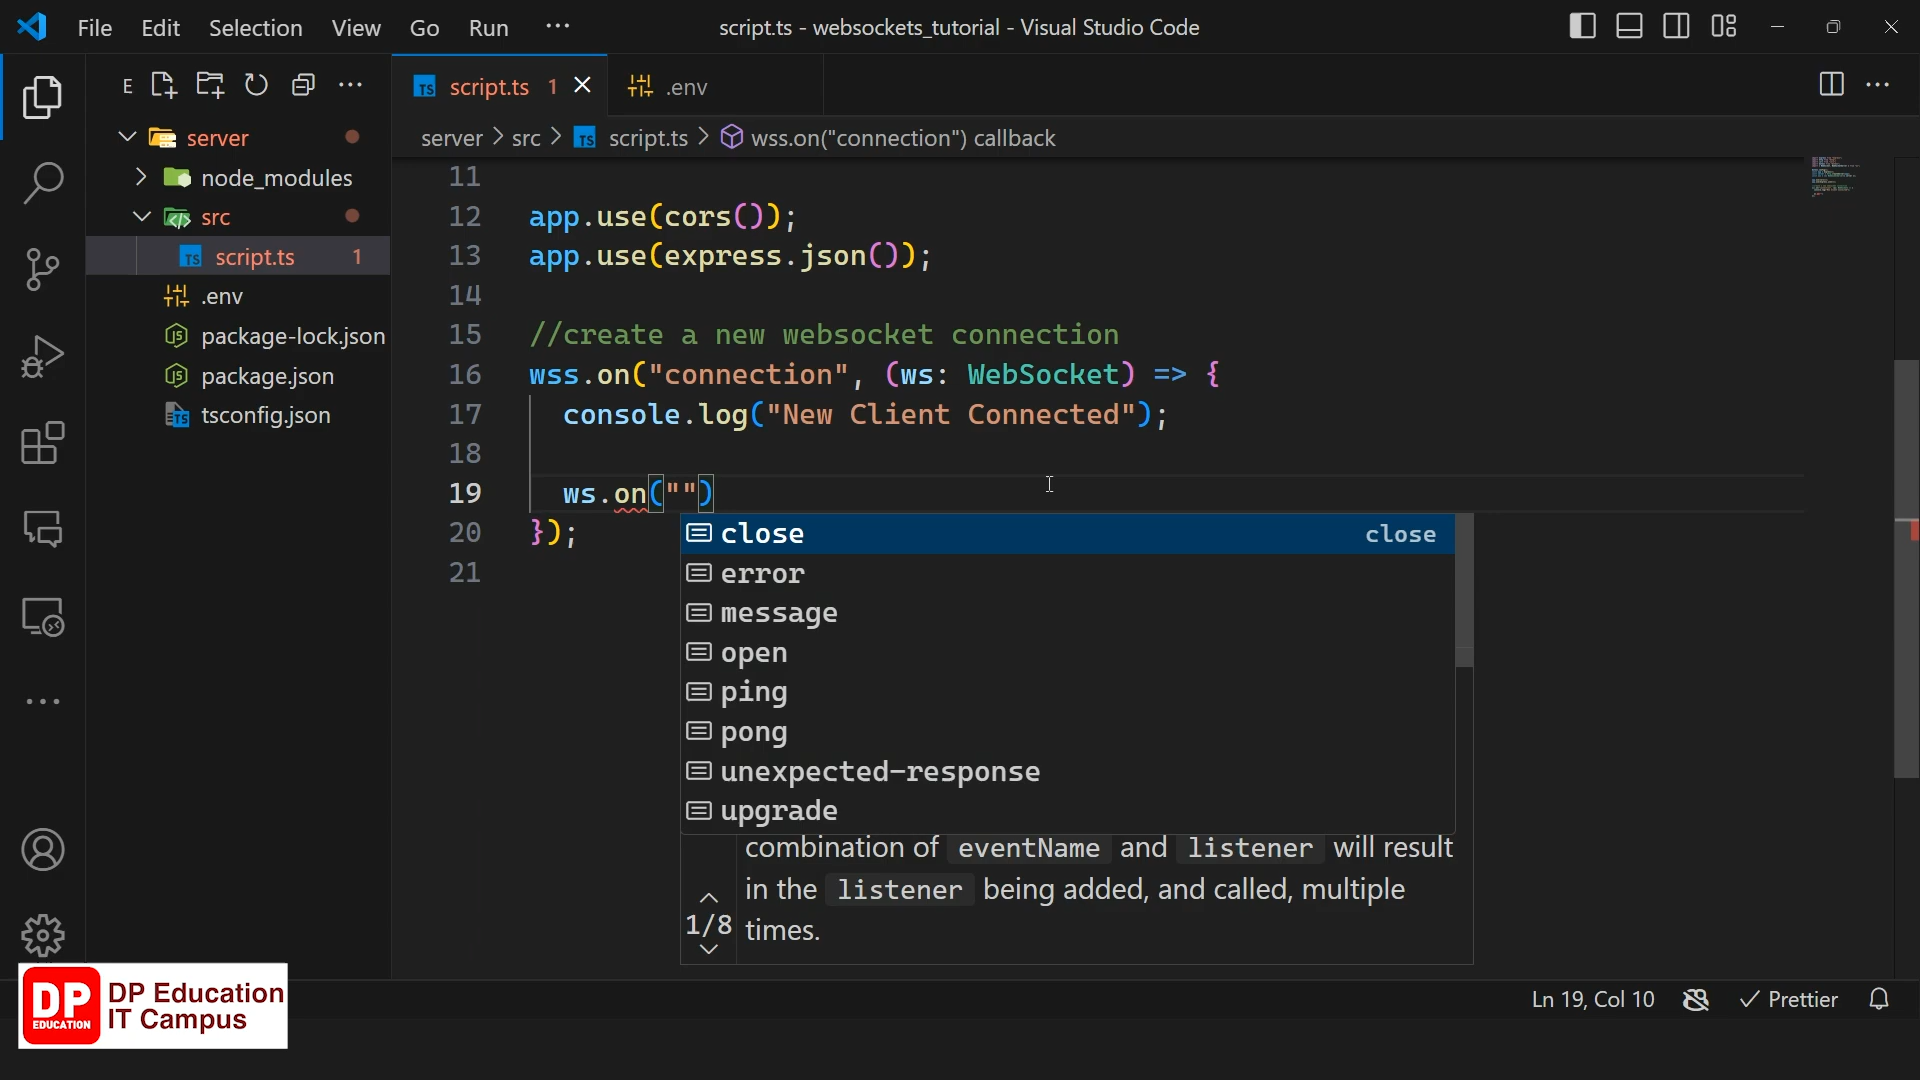 File Edit Selection View Go Run ···
script.ts - websockets_tutorial - Visual Studio Code
E
server
node_modules
src
script.ts 1
.env
package-lock.json
package.json
tsconfig.json
script.ts 1
.env
server > src > script.ts > wss.on("connection") callback
11
12 app.use(cors());
13 app.use(express.json());
14
15 //create a new websocket connection
16 wss.on("connection", (ws: WebSocket) => {
17 console.log("New Client Connected");
18
19 ws.on("")
20 });
21
close close
error
message
open
ping
pong
unexpected-response
upgrade
combination of eventName and listener will result
in the listener being added, and called, multiple
times.
1/8
DP EDUCATION
DP Education
IT Campus
Ln 19, Col 10
Prettier